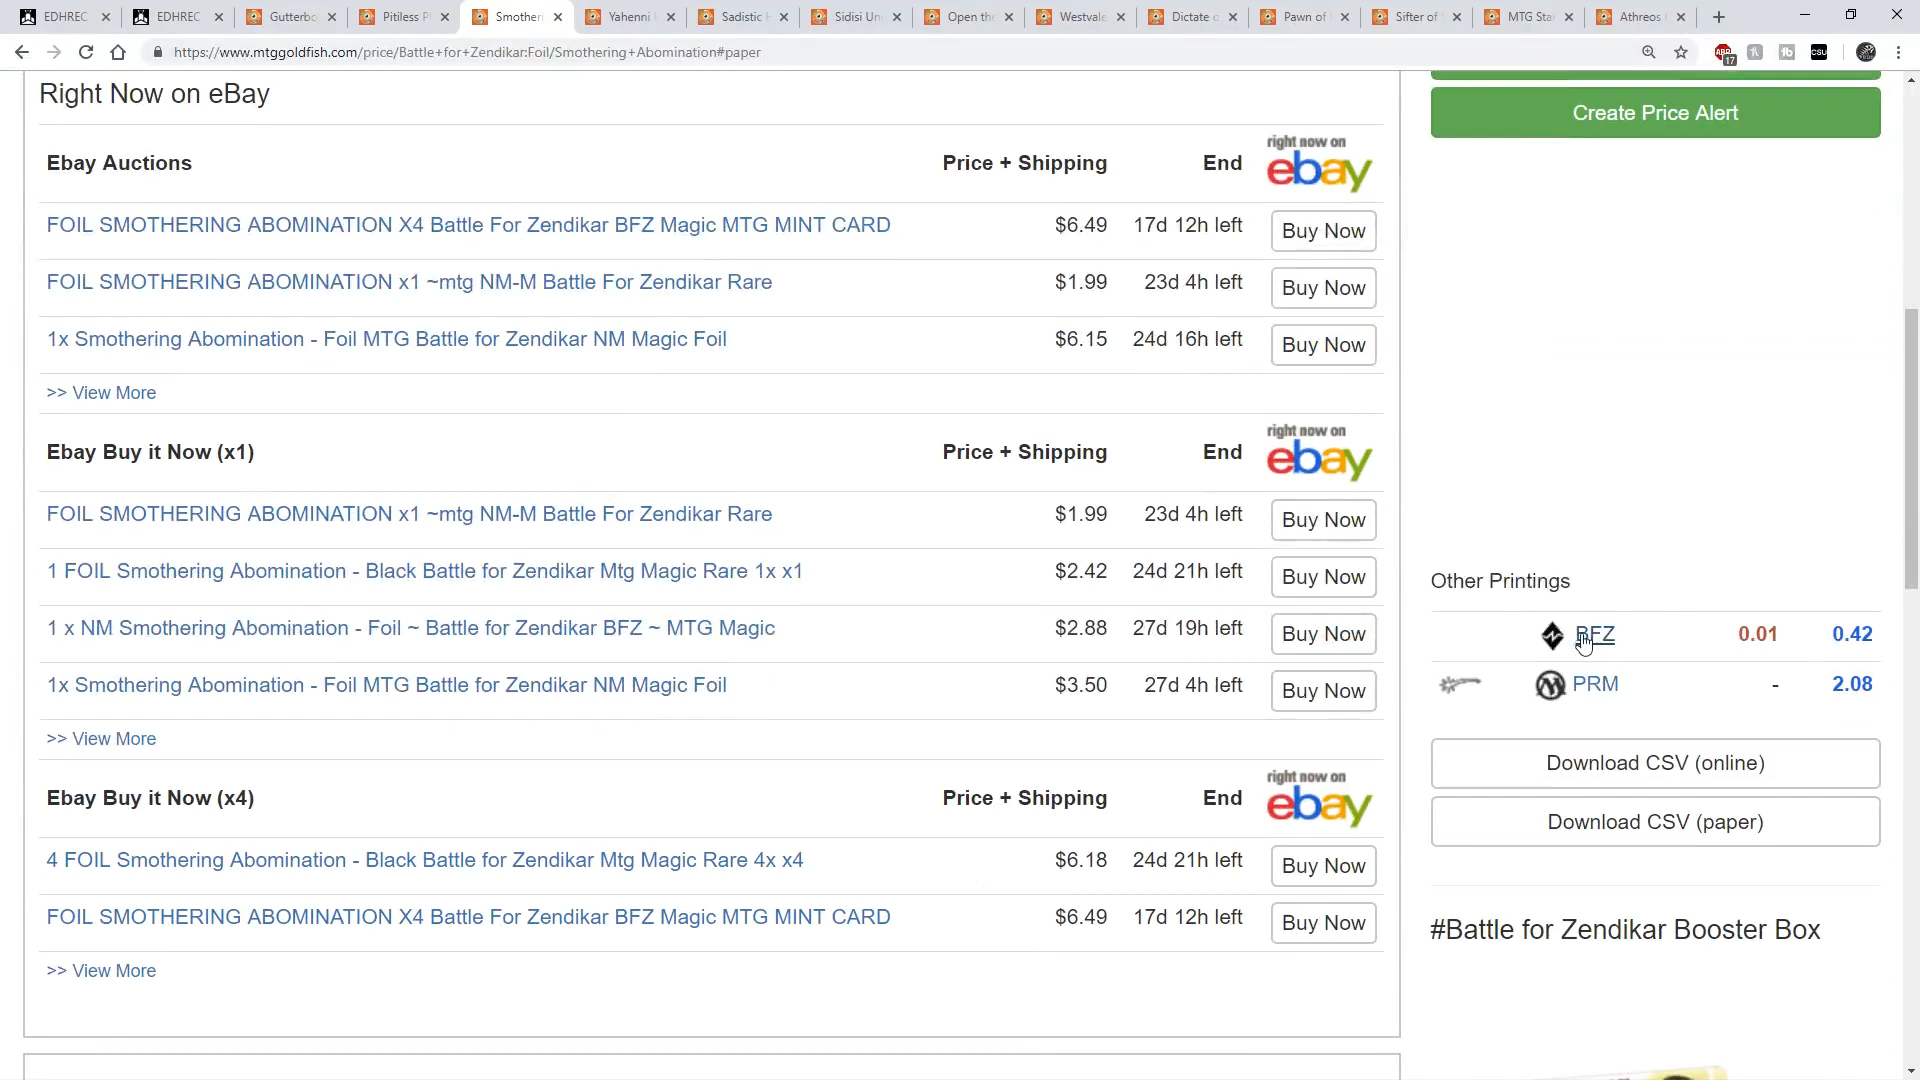 EDHREC
EDHREC
Gutterbo
Pitiless P
Smother
Yahenni
Sadistic H
Sidisi Un
Open the
Westvale
Dictate o
Pawn of
Sifter of
MTG Sta
Athreos
https://www.mtggoldfish.com/price/Battle+for+Zendikar:Foil/Smothering+Abomination#paper
ABP
17
tb
CSU
Right Now on eBay
Create Price Alert
Ebay Auctions Price + Shipping End right now on ebay
FOIL SMOTHERING ABOMINATION X4 Battle For Zendikar BFZ Magic MTG MINT CARD $6.49 17d 12h left Buy Now
FOIL SMOTHERING ABOMINATION x1 ~mtg NM-M Battle For Zendikar Rare $1.99 23d 4h left Buy Now
1x Smothering Abomination - Foil MTG Battle for Zendikar NM Magic Foil $6.15 24d 16h left Buy Now
>> View More
Ebay Buy it Now (x1) Price + Shipping End right now on ebay
FOIL SMOTHERING ABOMINATION x1 ~mtg NM-M Battle For Zendikar Rare $1.99 23d 4h left Buy Now
1 FOIL Smothering Abomination - Black Battle for Zendikar Mtg Magic Rare 1x x1 $2.42 24d 21h left Buy Now
1 x NM Smothering Abomination - Foil ~ Battle for Zendikar BFZ ~ MTG Magic $2.88 27d 19h left Buy Now
1x Smothering Abomination - Foil MTG Battle for Zendikar NM Magic Foil $3.50 27d 4h left Buy Now
>> View More
Ebay Buy it Now (x4) Price + Shipping End right now on ebay
4 FOIL Smothering Abomination - Black Battle for Zendikar Mtg Magic Rare 4x x4 $6.18 24d 21h left Buy Now
FOIL SMOTHERING ABOMINATION X4 Battle For Zendikar BFZ Magic MTG MINT CARD $6.49 17d 12h left Buy Now
>> View More
Other Printings
BFZ 0.01 0.42
PRM - 2.08
Download CSV (online)
Download CSV (paper)
#Battle for Zendikar Booster Box